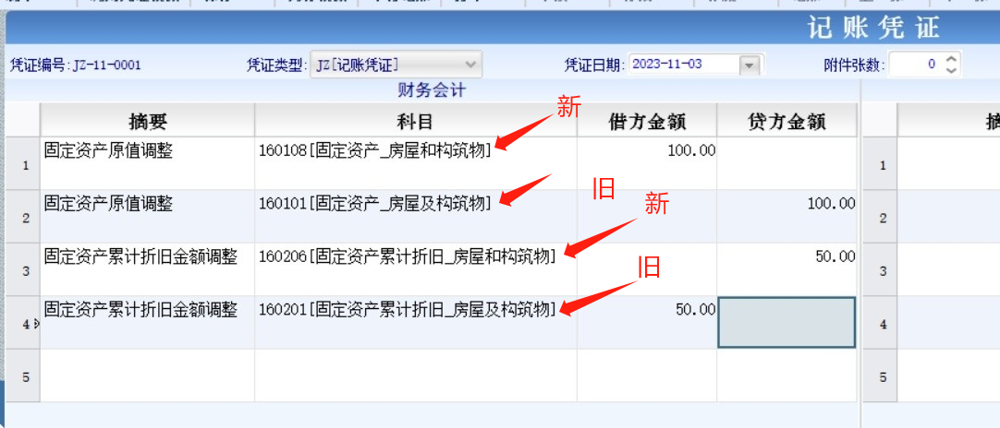 记账凭证
凭证编号:JZ-11-0001 凭证类型: JZ[记账凭证] 凭证日期: 2023-11-03 附件张数: 0
财务会计
摘要 科目 借方金额 贷方金额
新
1 固定资产原值调整 160108[固定资产_房屋和构筑物] 100.00 1
旧
2 固定资产原值调整 160101[固定资产_房屋及构筑物] 100.00 2
新
3 固定资产累计折旧金额调整 160206[固定资产累计折旧_房屋和构筑物] 50.00 3
旧
4 固定资产累计折旧金额调整 160201[固定资产累计折旧_房屋及构筑物] 50.00 4
5 5